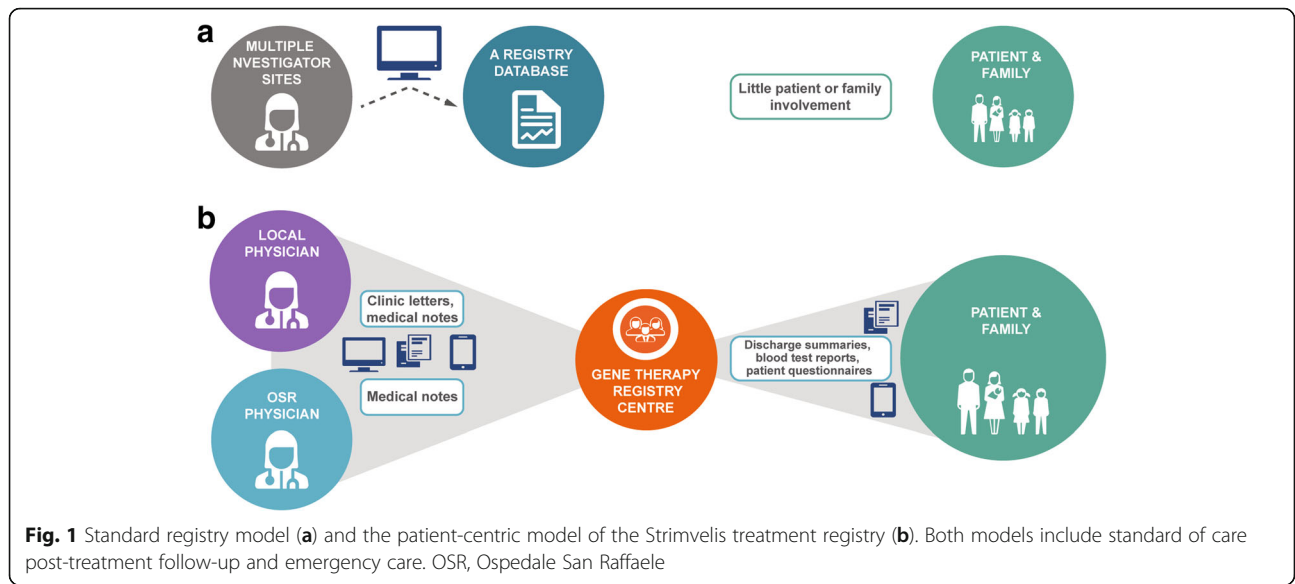 a
MULTIPLE
NVESTIGATOR
SITES
A REGISTRY
DATABASE
Little patient or family
involvement
PATIENT &
FAMILY
b
LOCAL
PHYSICIAN
Clinic letters,
medical notes
Medical notes
OSR
PHYSICIAN
GENE THERAPY
REGISTRY
CENTRE
Discharge summaries,
blood test reports,
patient questionnaires
PATIENT &
FAMILY
Fig. 1 Standard registry model (a) and the patient-centric model of the Strimvelis treatment registry (b). Both models include standard of care
post-treatment follow-up and emergency care. OSR, Ospedale San Raffaele